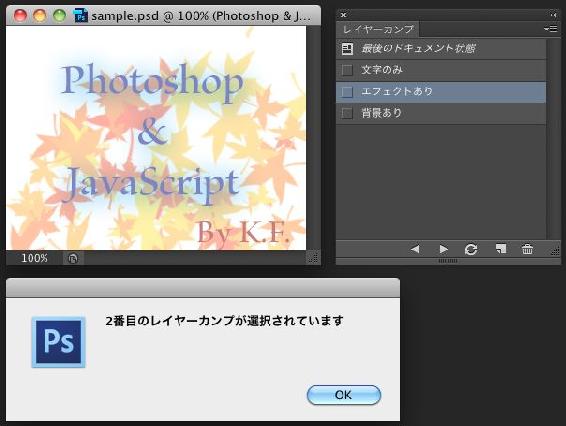 sample.psd @ 100% (Photoshop & J...
Photoshop
&
JavaScript
By K.F.
100%
レイヤーカンプ
最後のドキュメント状態
文字のみ
エフェクトあり
背景あり
Ps
2番目のレイヤーカンプが選択されています
OK